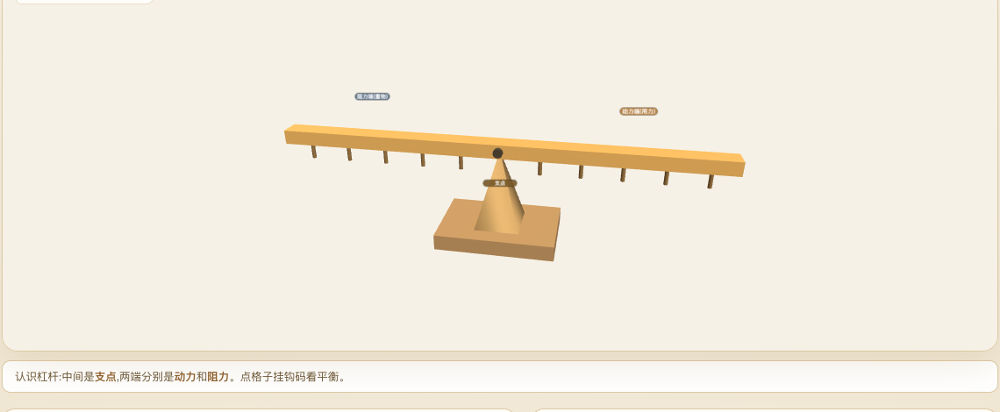 阻力端(重物)
动力端(用力)
支点
认识杠杆:中间是支点,两端分别是动力和阻力。点格子挂钩码看平衡。